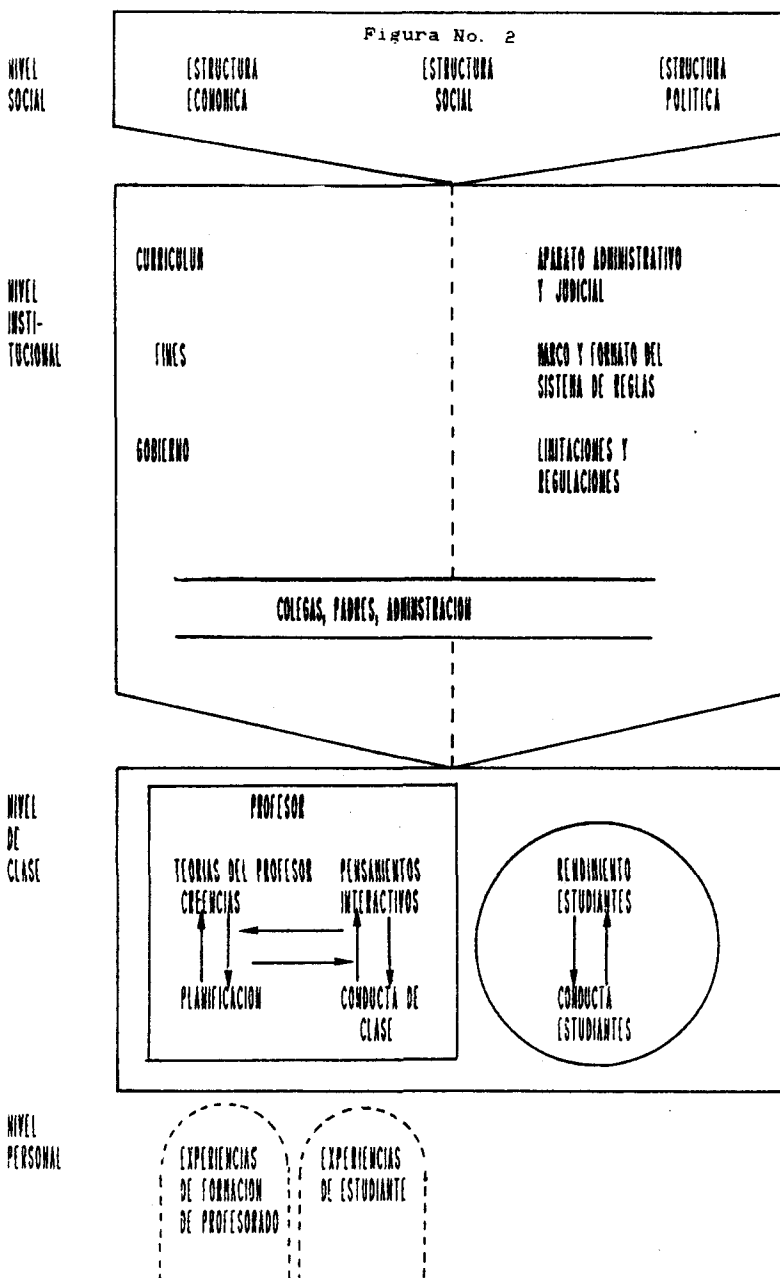 Figura No. 2
NIVEL
SOCIAL
ESTRUCTURA
ECONOMICA
ESTRUCTURA
SOCIAL
ESTRUCTURA
POLITICA
NIVEL
INSTI-
TUCIONAL
CURRICULUM
APARATO ADMINISTRATIVO
Y JUDICIAL
FINES
MARCO Y FORMATO DEL
SISTEMA DE REGLAS
GOBIERNO
LIMITACIONES Y
REGULACIONES
COLEGAS, PADRES, ADMINSTRACION
NIVEL
DE
CLASE
PROFESOR
TEORIAS DEL PROFESOR
CREENCIAS
PENSAMIENTOS
INTERACTIVOS
RENDIMIENTO
ESTUDIANTES
PLANIFICACION
CONDUCTA DE
CLASE
CONDUCTA
ESTUDIANTES
NIVEL
PERSONAL
EXPERIENCIAS
DE FORMACION
DE PROFESORADO
EXPERIENCIAS
DE ESTUDIANTE